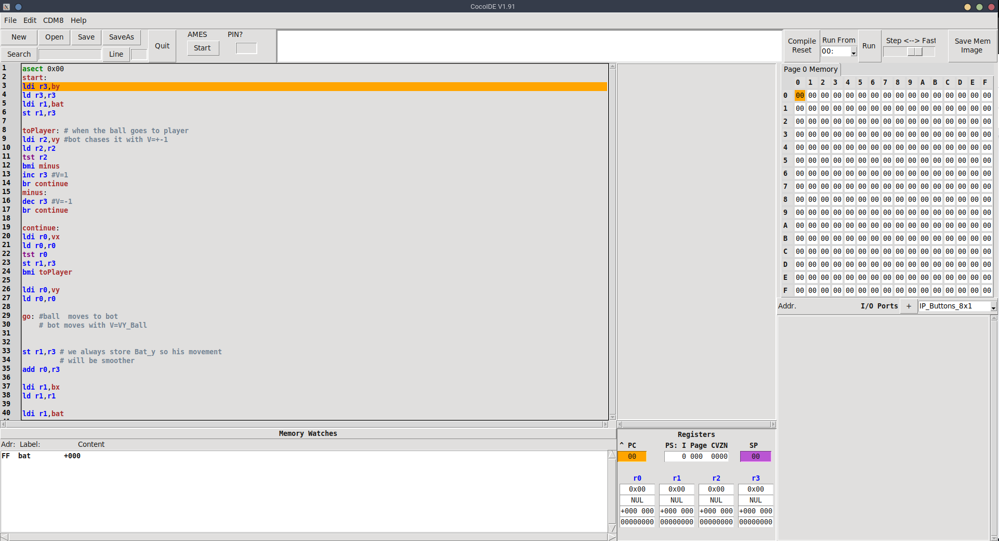 CocoIDE V1.91
File Edit CDM8 Help
New Open Save SaveAs Quit AMES Start PIN? Compile Reset Run From 00: Run Step <--> Fast Save Mem Image
Search Line
1 asect 0x00
2 start:
3 ldi r3,by
4 ld r3,r3
5 ldi r1,bat
6 st r1,r3
7
8 toPlayer: # when the ball goes to player
9 ldi r2,vy #bot chases it with V=+-1
10 ld r2,r2
11 tst r2
12 bmi minus
13 inc r3 #V=1
14 br continue
15 minus:
16 dec r3 #V=-1
17 br continue
18
19 continue:
20 ldi r0,vx
21 ld r0,r0
22 tst r0
23 st r1,r3
24 bmi toPlayer
25
26 ldi r0,vy
27 ld r0,r0
28
29 go: #ball  moves to bot
30 # bot moves with V=VY_Ball
31
32
33 st r1,r3 # we always store Bat_y so his movement
34 # will be smoother
35 add r0,r3
36
37 ldi r1,bx
38 ld r1,r1
39
40 ldi r1,bat
Page 0 Memory
0 1 2 3 4 5 6 7 8 9 A B C D E F
0 00 00 00 00 00 00 00 00 00 00 00 00 00 00 00 00
1 00 00 00 00 00 00 00 00 00 00 00 00 00 00 00 00
2 00 00 00 00 00 00 00 00 00 00 00 00 00 00 00 00
3 00 00 00 00 00 00 00 00 00 00 00 00 00 00 00 00
4 00 00 00 00 00 00 00 00 00 00 00 00 00 00 00 00
5 00 00 00 00 00 00 00 00 00 00 00 00 00 00 00 00
6 00 00 00 00 00 00 00 00 00 00 00 00 00 00 00 00
7 00 00 00 00 00 00 00 00 00 00 00 00 00 00 00 00
8 00 00 00 00 00 00 00 00 00 00 00 00 00 00 00 00
9 00 00 00 00 00 00 00 00 00 00 00 00 00 00 00 00
A 00 00 00 00 00 00 00 00 00 00 00 00 00 00 00 00
B 00 00 00 00 00 00 00 00 00 00 00 00 00 00 00 00
C 00 00 00 00 00 00 00 00 00 00 00 00 00 00 00 00
D 00 00 00 00 00 00 00 00 00 00 00 00 00 00 00 00
E 00 00 00 00 00 00 00 00 00 00 00 00 00 00 00 00
F 00 00 00 00 00 00 00 00 00 00 00 00 00 00 00 00
Addr. I/O Ports + IP_Buttons_8x1
Memory Watches
Adr: Label: Content
FF bat +000
Registers
^ PC PS: I Page CVZN SP
00 0 000 0000 00
r0 r1 r2 r3
0x00 0x00 0x00 0x00
NUL NUL NUL NUL
+000 000 +000 000 +000 000 +000 000
00000000 00000000 00000000 00000000